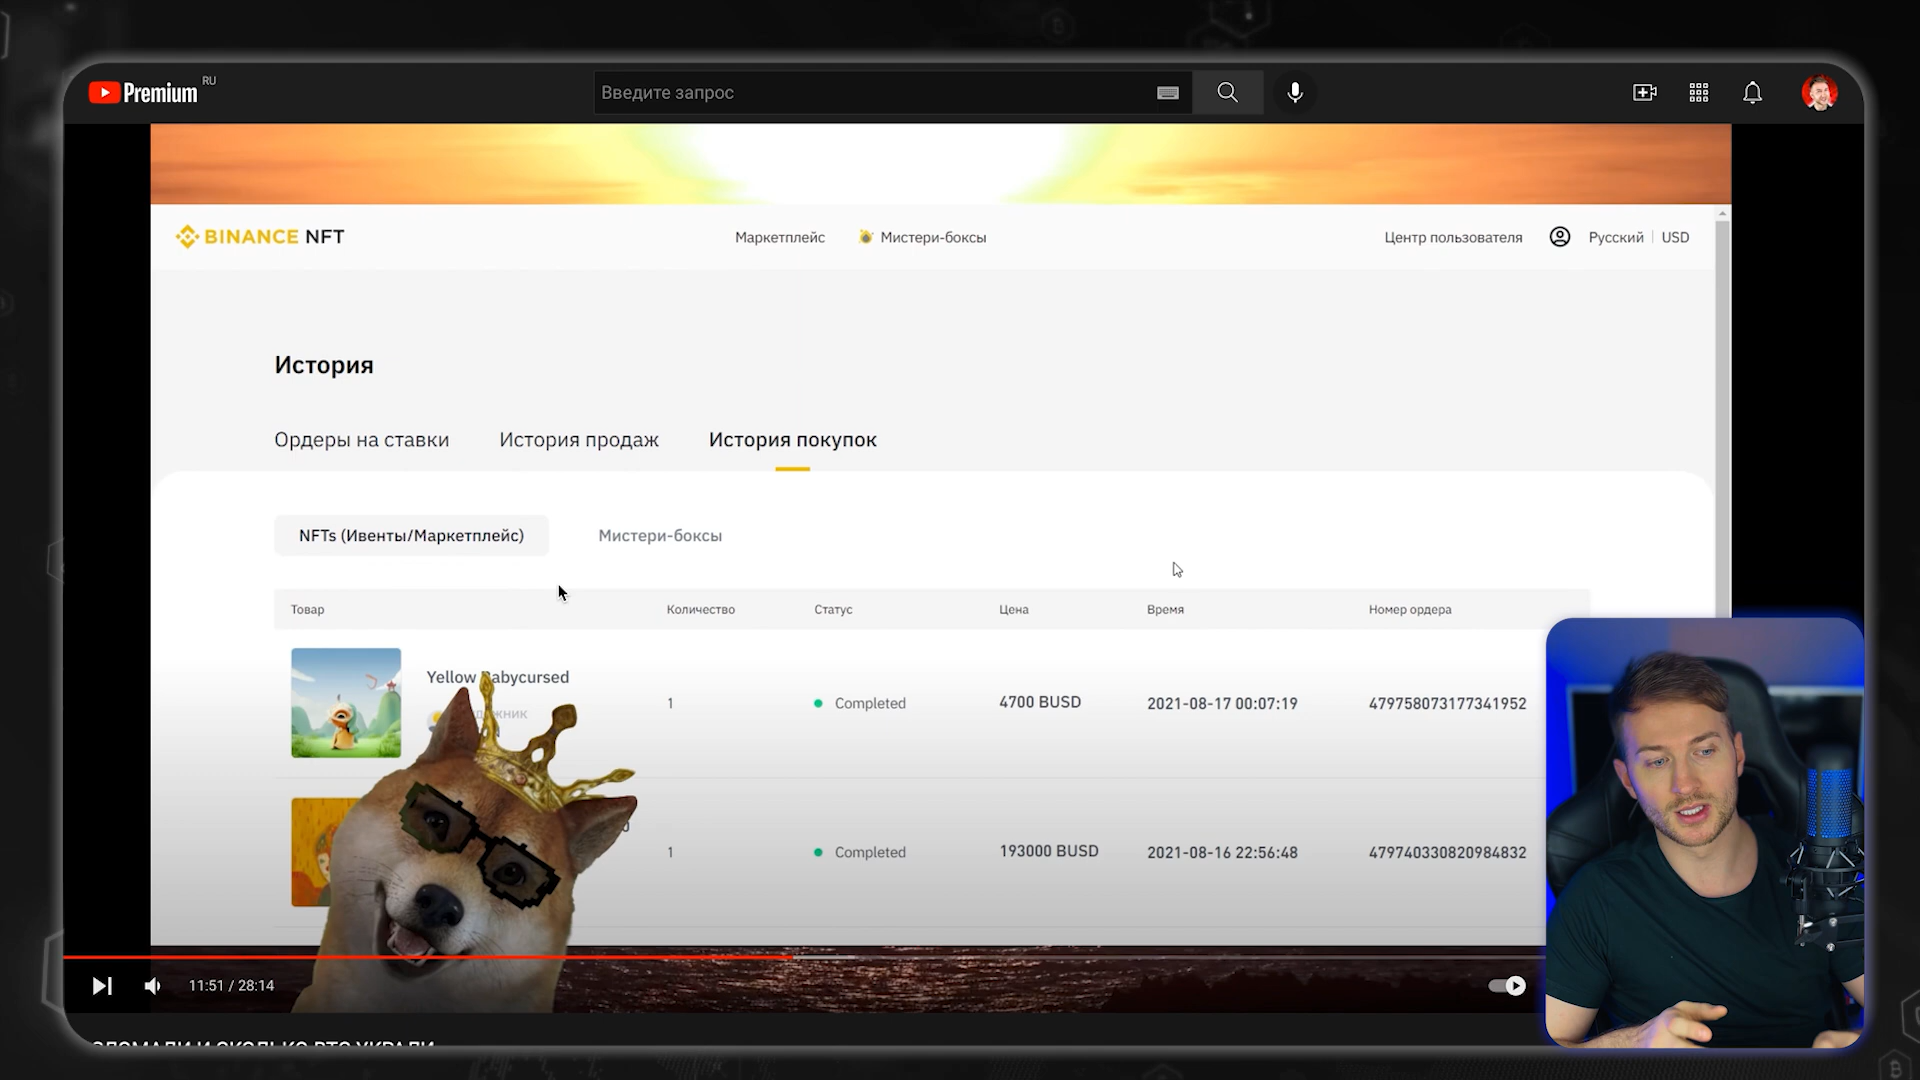 Premium RU
Введите запрос
BINANCE NFT
Маркетплейс
Мистери-боксы
Центр пользователя
Русский | USD
История
Ордеры на ставки
История продаж
История покупок
NFTs (Ивенты/Маркетплейс)
Мистери-боксы
Товар
Количество
Статус
Цена
Время
Номер ордера
Yellow Babycursed
1
Completed
4700 BUSD
2021-08-17 00:07:19
479758073177341952
1
Completed
193000 BUSD
2021-08-16 22:56:48
479740330820984832
11:51 / 28:14